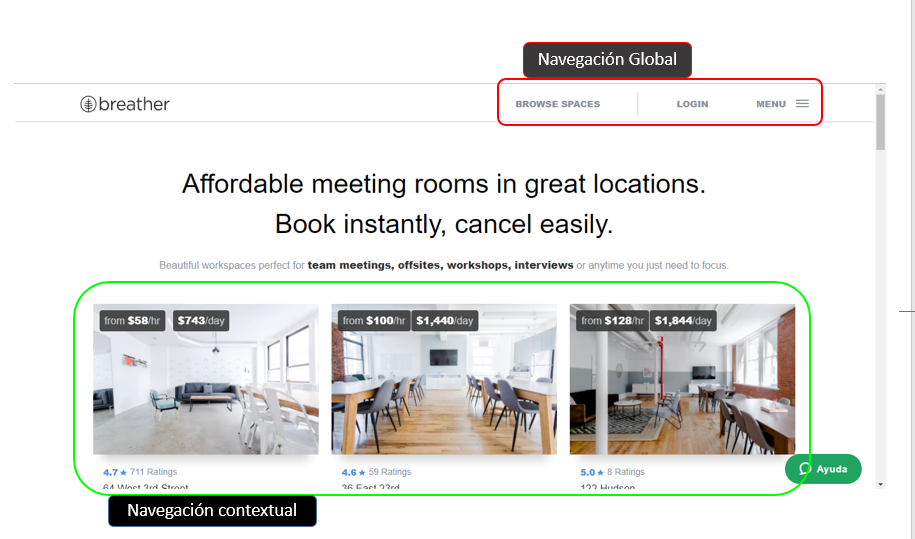 Navegación Global
breather
BROWSE SPACES
LOGIN
MENU
Affordable meeting rooms in great locations.
Book instantly, cancel easily.
Beautiful workspaces perfect for team meetings, offsites, workshops, interviews or anytime you just need to focus.
from $58/hr $743/day
from $100/hr $1,440/day
from $128/hr $1,844/day
4.7 ★ 711 Ratings
4.6 ★ 59 Ratings
5.0 ★ 8 Ratings
Ayuda
64 West 3rd Street
36 East 23rd
122 Hudson
Navegación contextual